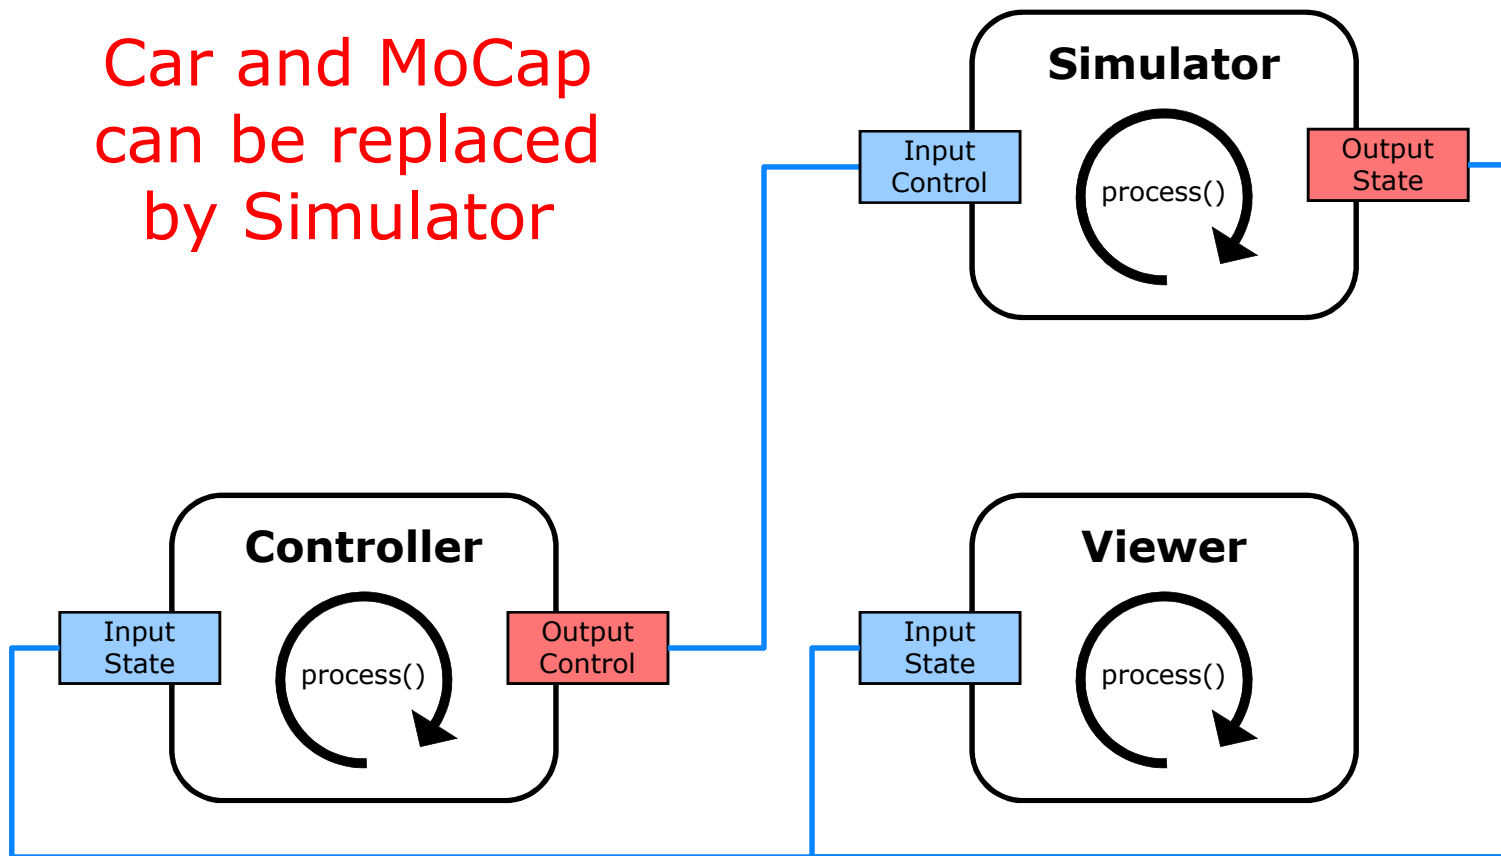 Car and MoCap
can be replaced
by Simulator
Simulator
Input
Control
process()
Output
State
Controller
Input
State
process()
Output
Control
Viewer
Input
State
process()